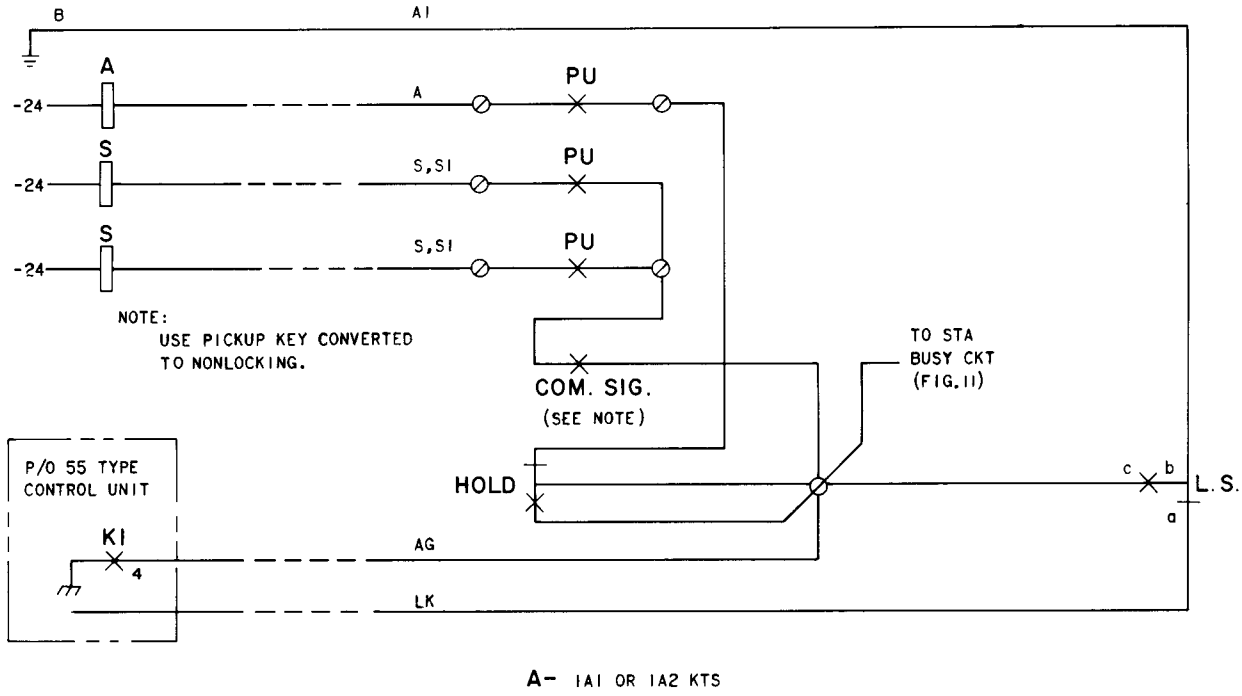 B A1
A
-24 A PU
S
-24 S,S1 PU
S
-24 S,S1 PU
NOTE:
USE PICKUP KEY CONVERTED
TO NONLOCKING.
TO STA
BUSY CKT
(FIG.11)
COM. SIG.
(SEE NOTE)
P/O 55 TYPE
CONTROL UNIT
HOLD
c b
L.S.
a
K1
4
AG
LK
A- 1A1 OR 1A2 KTS